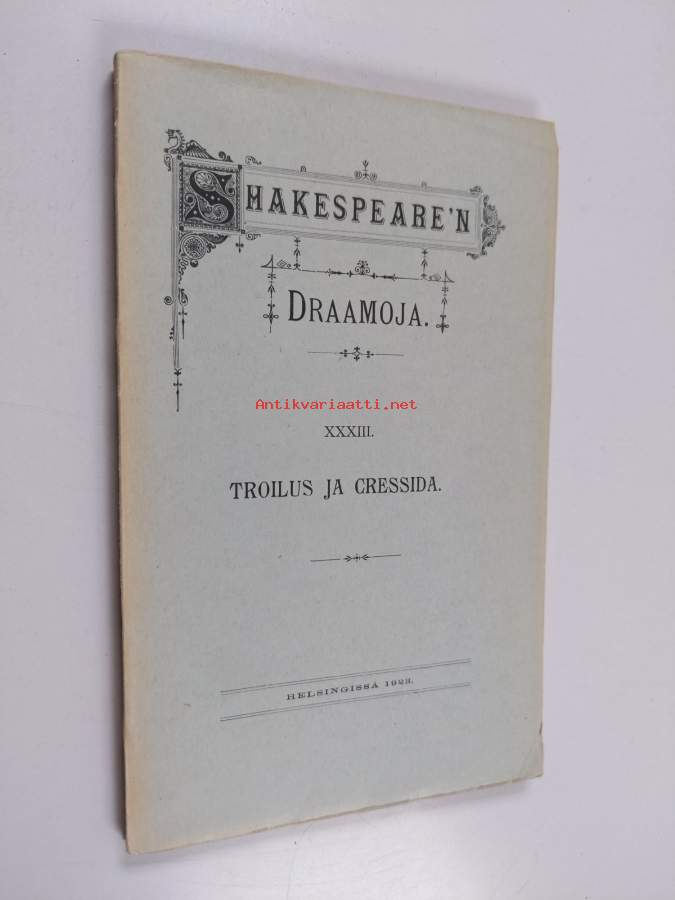 SHAKESPEARE'N
DRAAMOJA.
Antikvariaatti.net
XXXIII.
TROILUS JA CRESSIDA.
HELSINGISSÄ 1923.